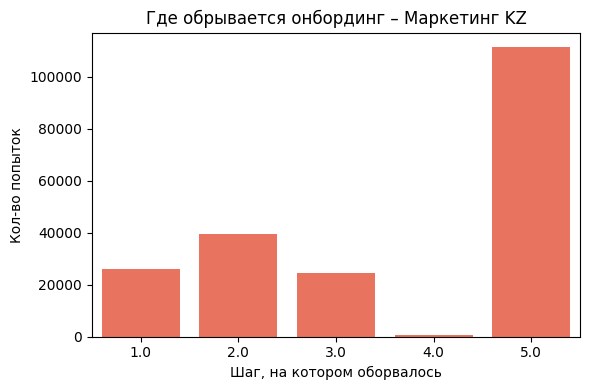 Где обрывается онбординг – Маркетинг KZ
Кол-во попыток
100000
80000
60000
40000
20000
0
1.0 2.0 3.0 4.0 5.0
Шаг, на котором оборвалось